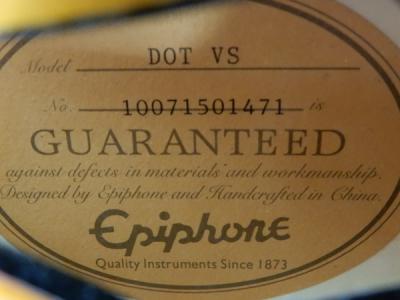 Model DOT VS
No. 10071501471 is
GUARANTEED
against defects in materials and workmanship.
Designed by Epiphone and Handcrafted in China.
Epiphone
Quality Instruments Since 1873